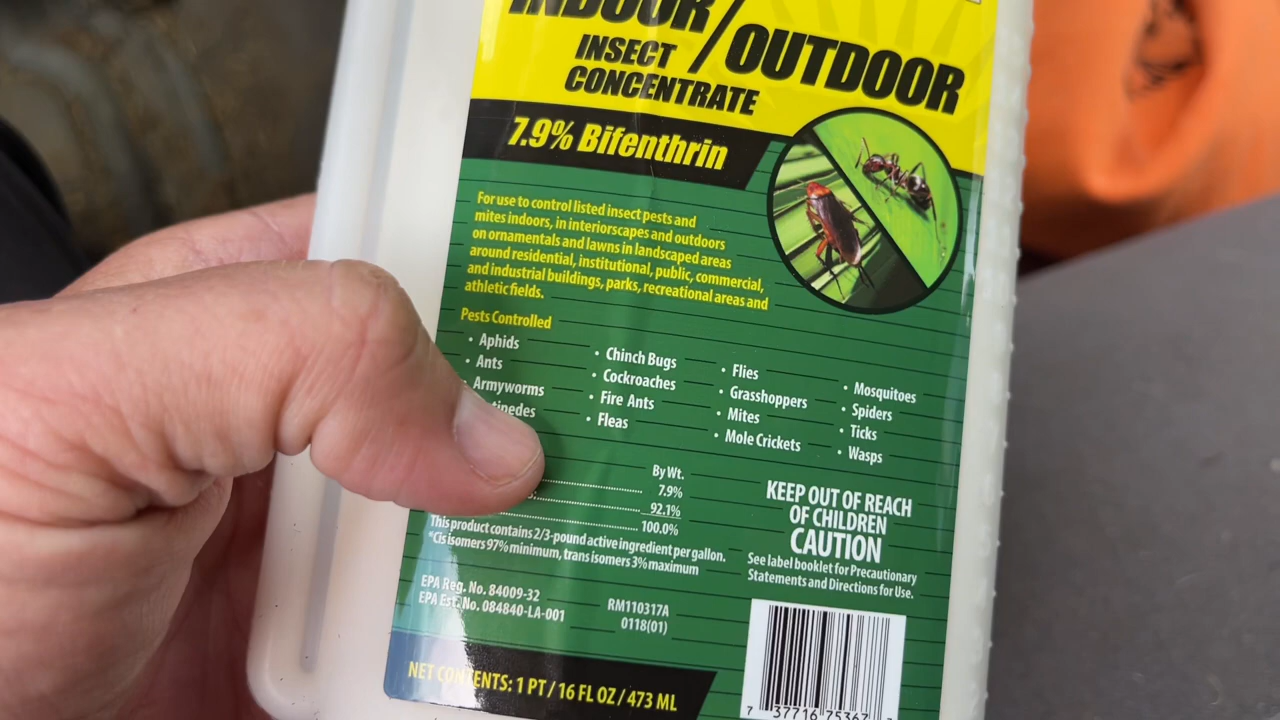 INDOOR/OUTDOOR
INSECT
CONCENTRATE
7.9% Bifenthrin
For use to control listed insect pests and
mites indoors, in interiorscapes and outdoors
on ornamentals and lawns in landscaped areas
around residential, institutional, public, commercial,
and industrial buildings, parks, recreational areas and
athletic fields.
Pests Controlled
• Aphids
• Ants
• Armyworms
• Chinch Bugs
• Cockroaches
• Fire Ants
• Fleas
• Flies
• Grasshoppers
• Mites
• Mole Crickets
• Mosquitoes
• Spiders
• Ticks
• Wasps
By Wt.
7.9%
92.1%
100.0%
This product contains 2/3-pound active ingredient per gallon.
*Cis isomers 97% minimum, trans isomers 3% maximum
KEEP OUT OF REACH
OF CHILDREN
CAUTION
See label booklet for Precautionary
Statements and Directions for Use.
EPA Reg. No. 84009-32
EPA Est. No. 084840-LA-001
RM110317A
0118(01)
NET CONTENTS: 1 PT / 16 FL OZ / 473 ML
7 37716 75367